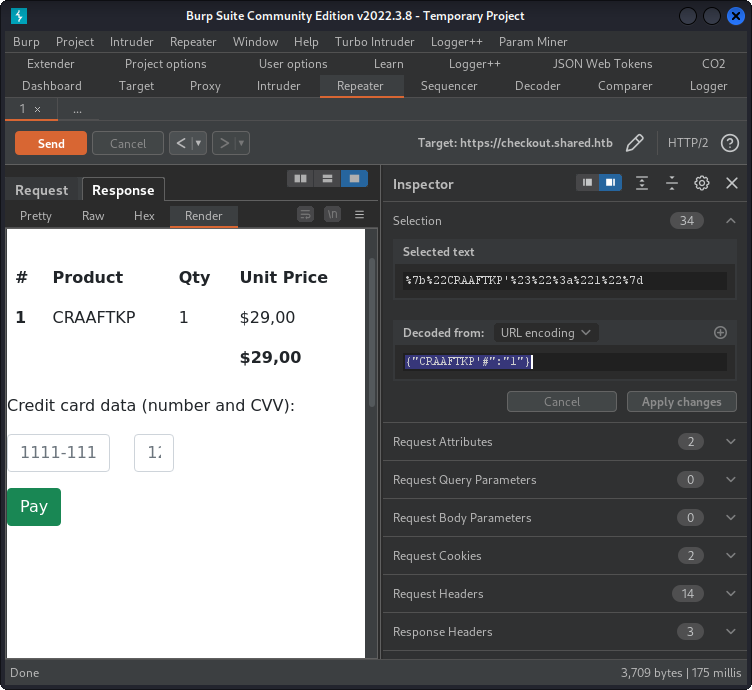 Burp Suite Community Edition v2022.3.8 - Temporary Project
Burp Project Intruder Repeater Window Help Turbo Intruder Logger++ Param Miner
Extender Project options User options Learn Logger++ JSON Web Tokens CO2
Dashboard Target Proxy Intruder Repeater Sequencer Decoder Comparer Logger
1 × ...
Send Cancel < ▾ > ▾ Target: https://checkout.shared.htb HTTP/2 ?
Request Response
Pretty Raw Hex Render \n
# Product Qty Unit Price
1 CRAAFTKP 1 $29,00
$29,00
Credit card data (number and CVV):
1111-111 12
Pay
Inspector
Selection 34
Selected text
%7b%22CRAAFTKP'%23%22%3a%221%22%7d
Decoded from: URL encoding
{"CRAAFTKP'#":"1"}
Cancel Apply changes
Request Attributes 2
Request Query Parameters 0
Request Body Parameters 0
Request Cookies 2
Request Headers 14
Response Headers 3
Done 3,709 bytes | 175 millis